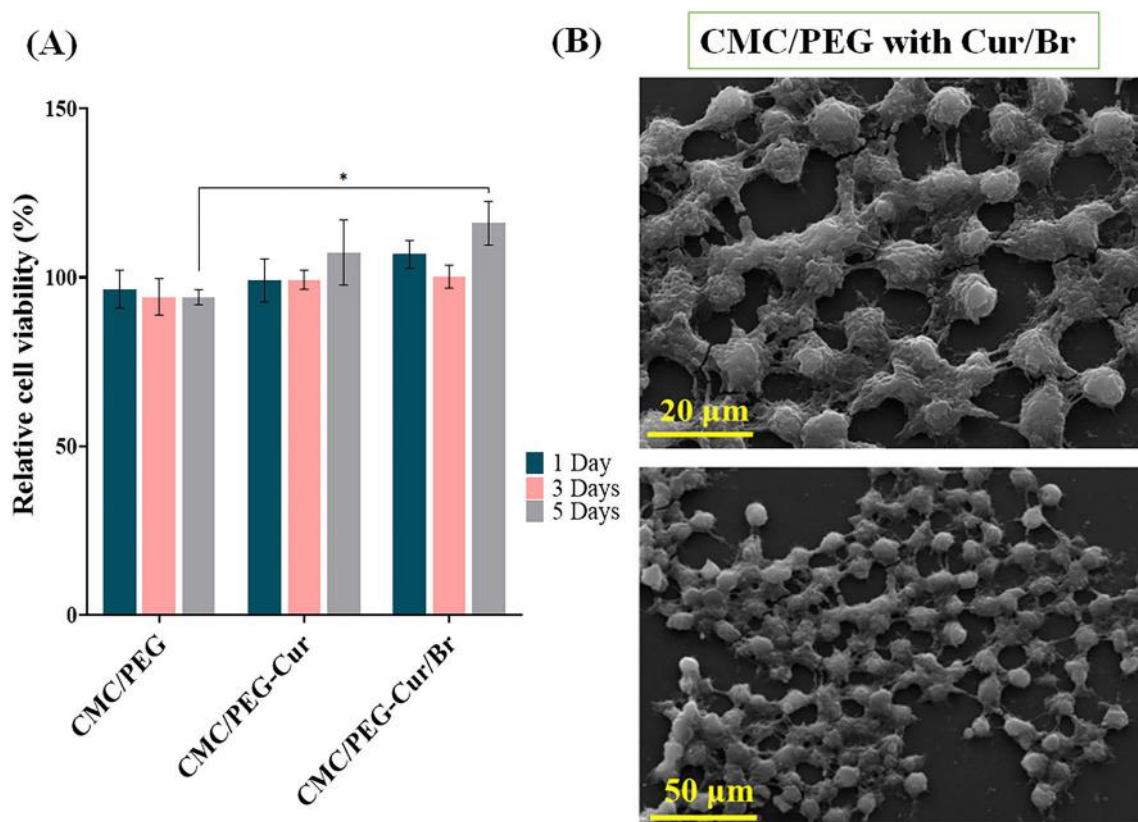 (A)
Relative cell viability (%)
150
100
50
0
*
CMC/PEG
CMC/PEG-Cur
CMC/PEG-Cur/Br
1 Day
3 Days
5 Days
(B)
CMC/PEG with Cur/Br
20 µm
50 µm